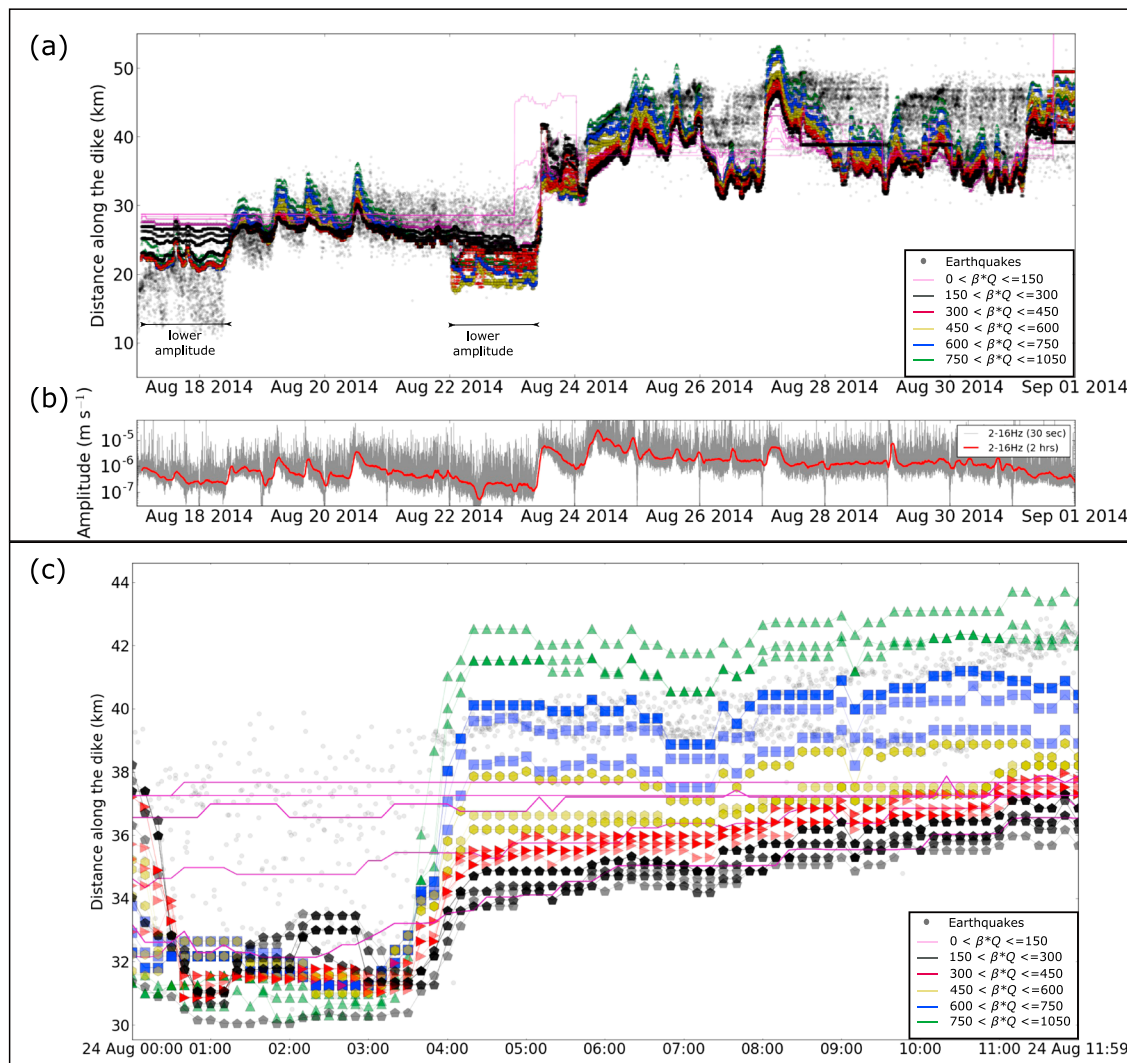 (a)
Distance along the dike (km)
50
40
30
20
10
lower
amplitude
lower
amplitude
Earthquakes
0 < β*Q <=150
150 < β*Q <=300
300 < β*Q <=450
450 < β*Q <=600
600 < β*Q <=750
750 < β*Q <=1050
Aug 18 2014 Aug 20 2014 Aug 22 2014 Aug 24 2014 Aug 26 2014 Aug 28 2014 Aug 30 2014 Sep 01 2014
(b)
Amplitude (m s⁻¹)
10⁻⁵
10⁻⁶
10⁻⁷
2-16Hz (30 sec)
2-16Hz (2 hrs)
Aug 18 2014 Aug 20 2014 Aug 22 2014 Aug 24 2014 Aug 26 2014 Aug 28 2014 Aug 30 2014 Sep 01 2014
(c)
Distance along the dike (km)
44
42
40
38
36
34
32
30
Earthquakes
0 < β*Q <=150
150 < β*Q <=300
300 < β*Q <=450
450 < β*Q <=600
600 < β*Q <=750
750 < β*Q <=1050
24 Aug 00:00 01:00 02:00 03:00 04:00 05:00 06:00 07:00 08:00 09:00 10:00 11:00 24 Aug 11:59